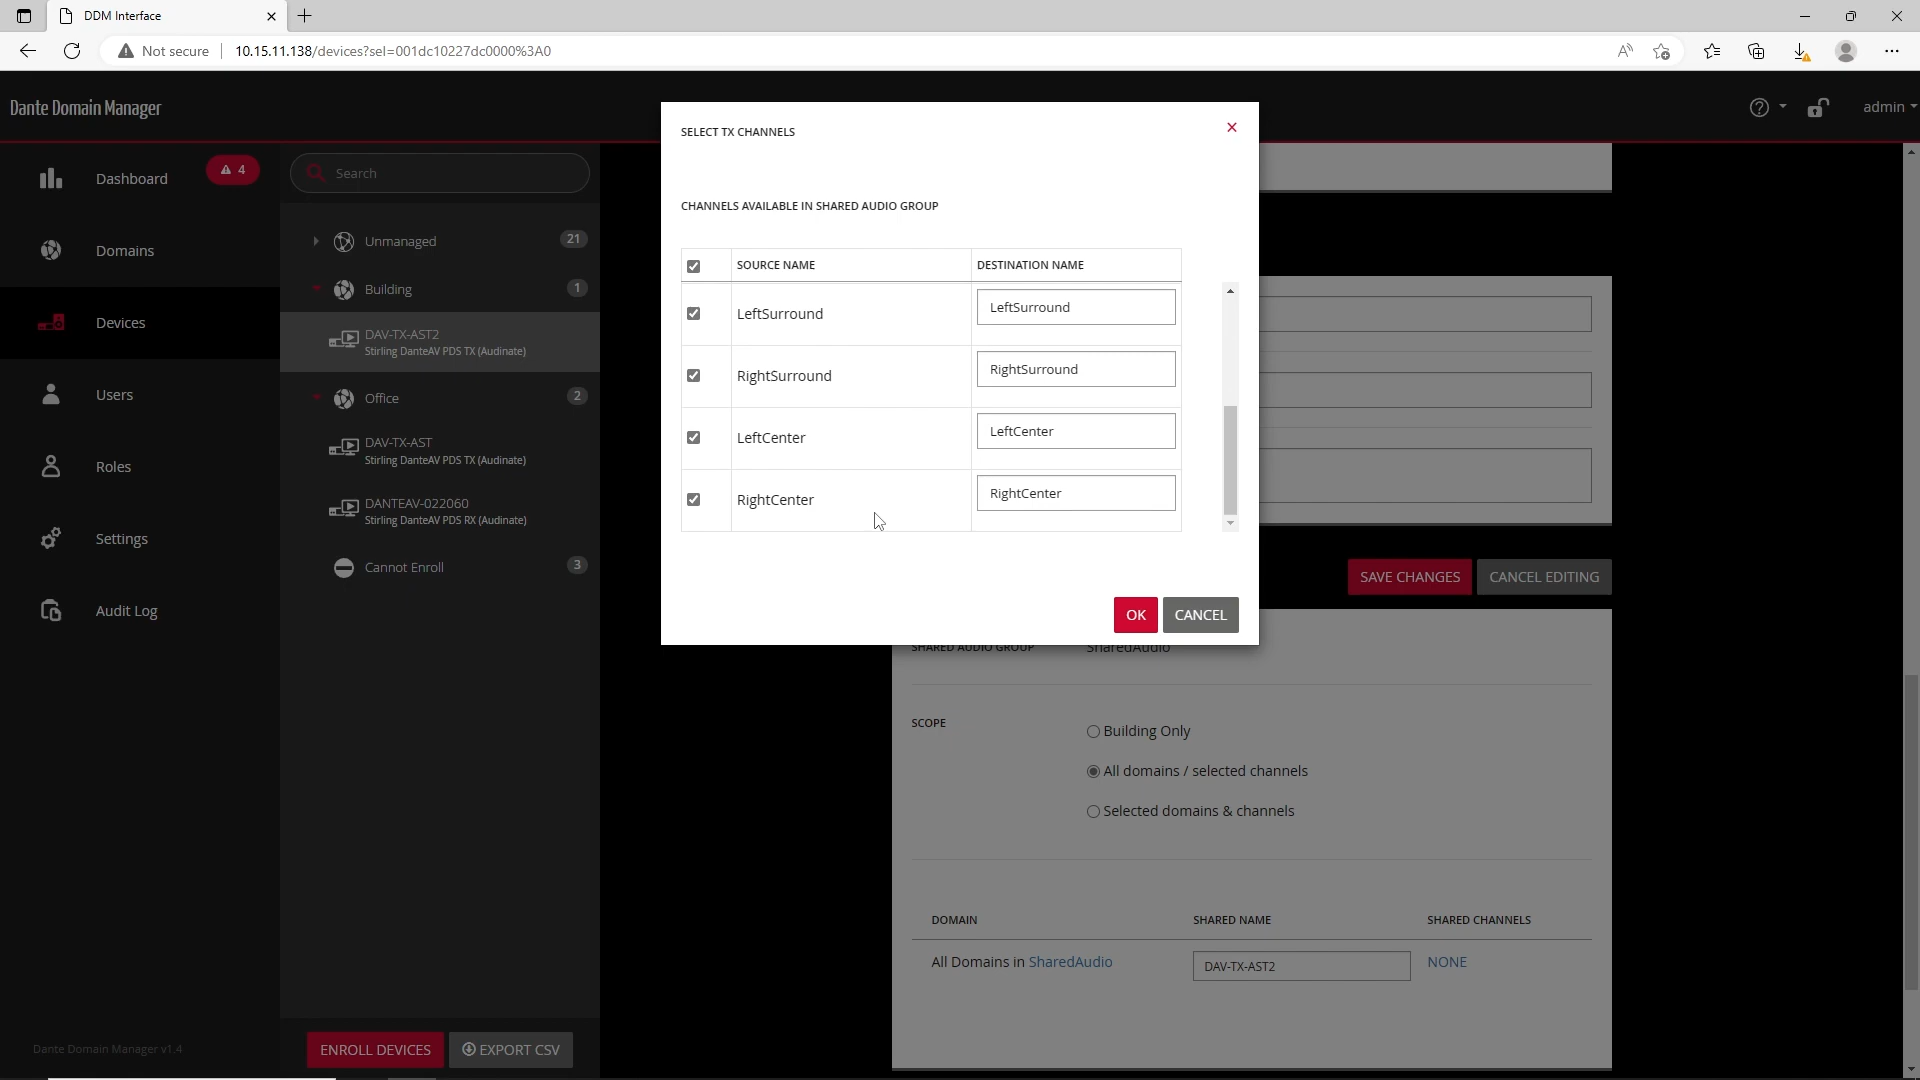 DDM Interface
Not secure
10.15.11.138/devices?sel=001dc10227dc0000%3A0
Dante Domain Manager
admin
Dashboard
4
Domains
Devices
Users
Roles
Settings
Audit Log
Dante Domain Manager v1.4
Search
Unmanaged
21
Building
1
DAV-TX-AST2
Stirling DanteAV PDS TX (Audinate)
Office
2
DAV-TX-AST
Stirling DanteAV PDS TX (Audinate)
DANTEAV-022060
Stirling DanteAV PDS RX (Audinate)
Cannot Enroll
3
ENROLL DEVICES
EXPORT CSV
SELECT TX CHANNELS
CHANNELS AVAILABLE IN SHARED AUDIO GROUP
SOURCE NAME
DESTINATION NAME
LeftSurround
LeftSurround
RightSurround
RightSurround
LeftCenter
LeftCenter
RightCenter
RightCenter
OK
CANCEL
SAVE CHANGES
CANCEL EDITING
SHARED AUDIO GROUP
SharedAudio
SCOPE
Building Only
All domains / selected channels
Selected domains & channels
DOMAIN
SHARED NAME
SHARED CHANNELS
All Domains in SharedAudio
DAV-TX-AST2
NONE